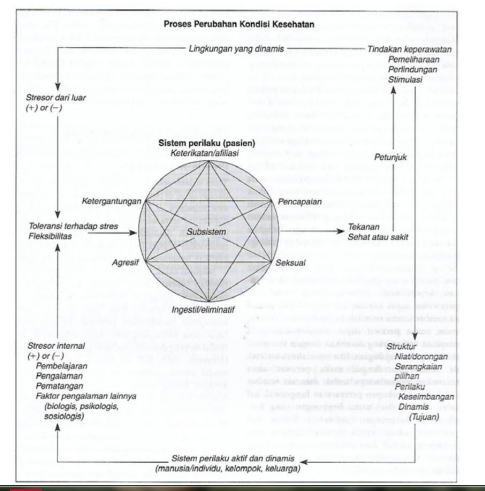 Proses Perubahan Kondisi Kesehatan
Lingkungan yang dinamis
Tindakan keperawatan
Pemeliharaan
Perlindungan
Stimulasi
Stresor dari luar
(+) or (−)
Petunjuk
Sistem perilaku (pasien)
Keterikatan/afiliasi
Ketergantungan
Pencapaian
Toleransi terhadap stres
Fleksibilitas
Subsistem
Tekanan
Sehat atau sakit
Agresif
Seksual
Ingestif/eliminatif
Stresor internal
(+) or (−)
Pembelajaran
Pengalaman
Pematangan
Faktor pengalaman lainnya
(biologis, psikologis,
sosiologis)
Struktur
Niat/dorongan
Serangkaian
pilihan
Perilaku
Keseimbangan
Dinamis
(Tujuan)
Sistem perilaku aktif dan dinamis
(manusia/individu, kelompok, keluarga)